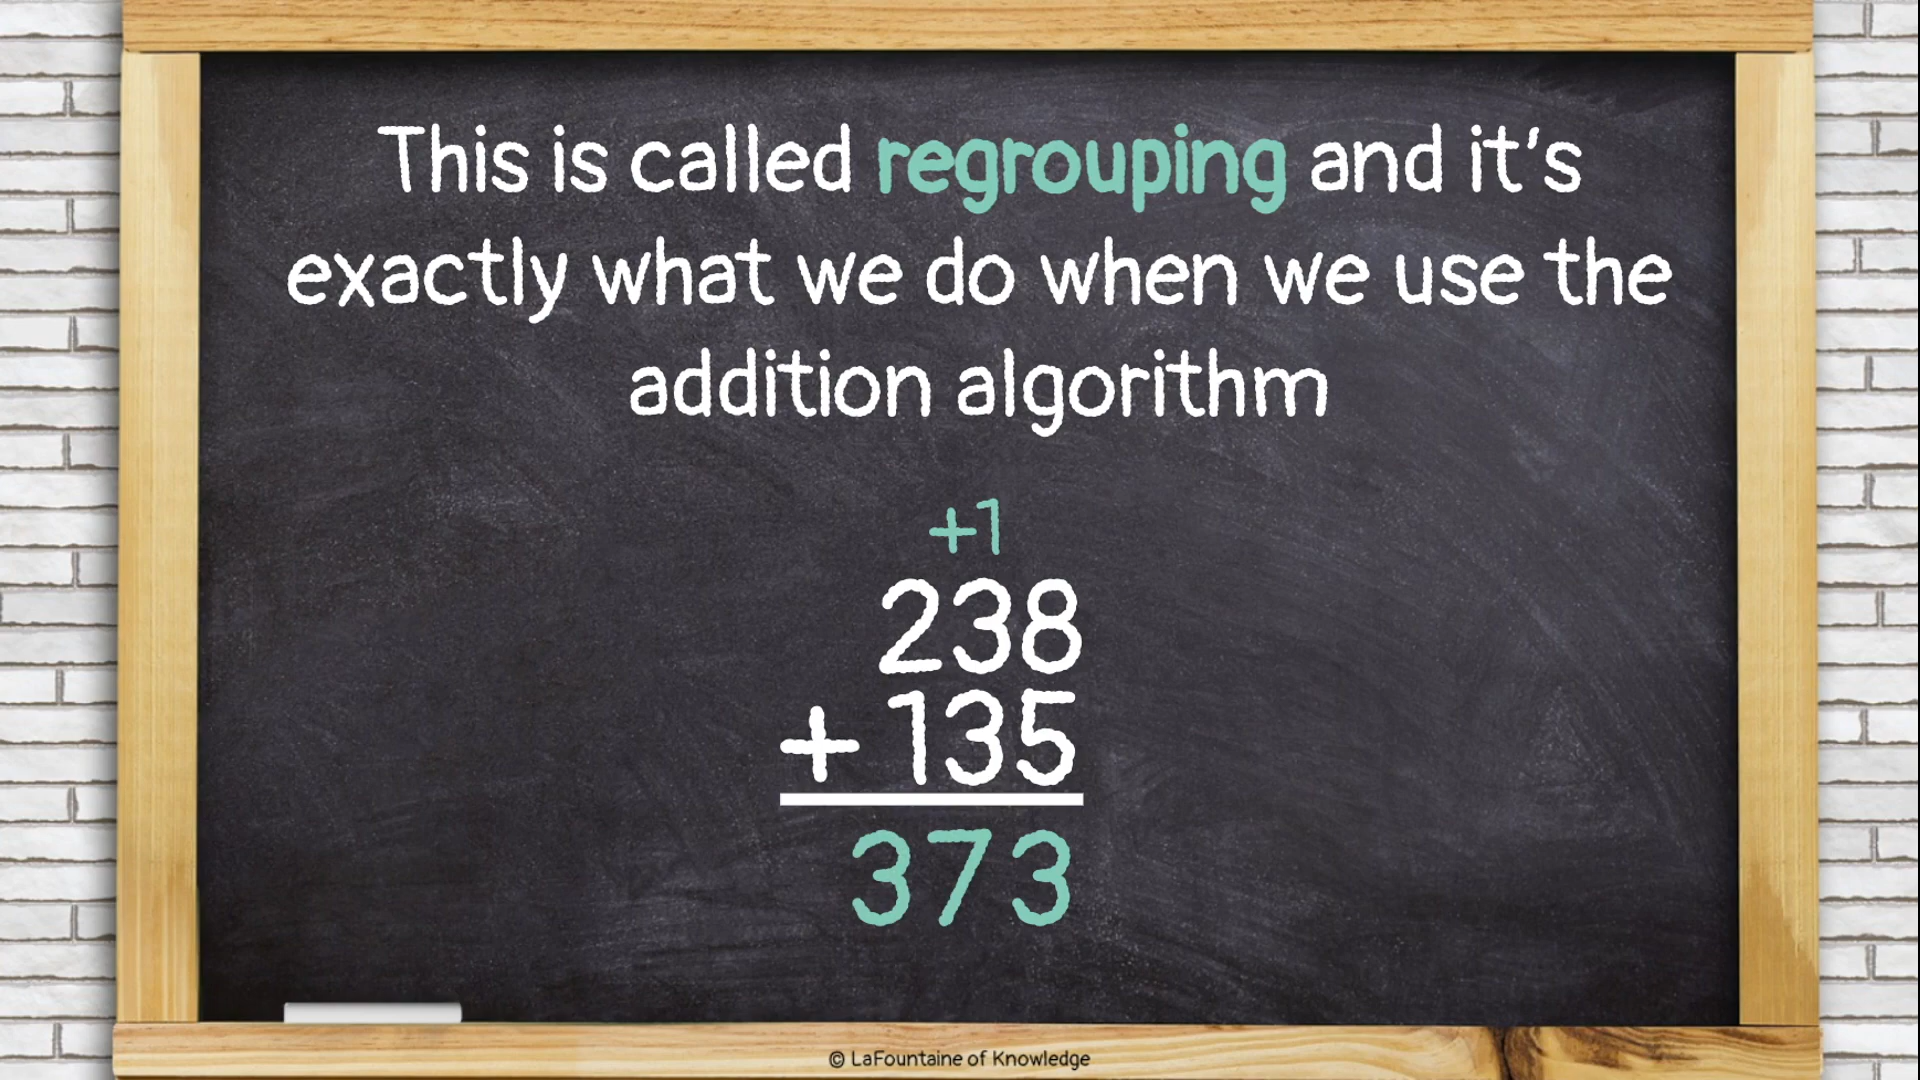 This is called regrouping and it's
exactly what we do when we use the
addition algorithm
+1
238
+ 135
373
© LaFountaine of Knowledge